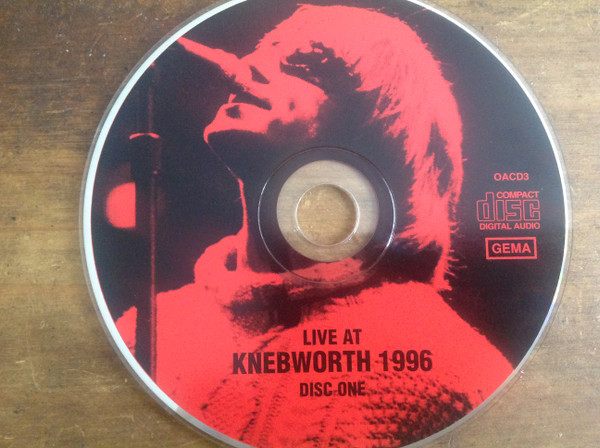 OACD3
COMPACT
disc
DIGITAL AUDIO
GEMA
LIVE AT
KNEBWORTH 1996
DISC ONE